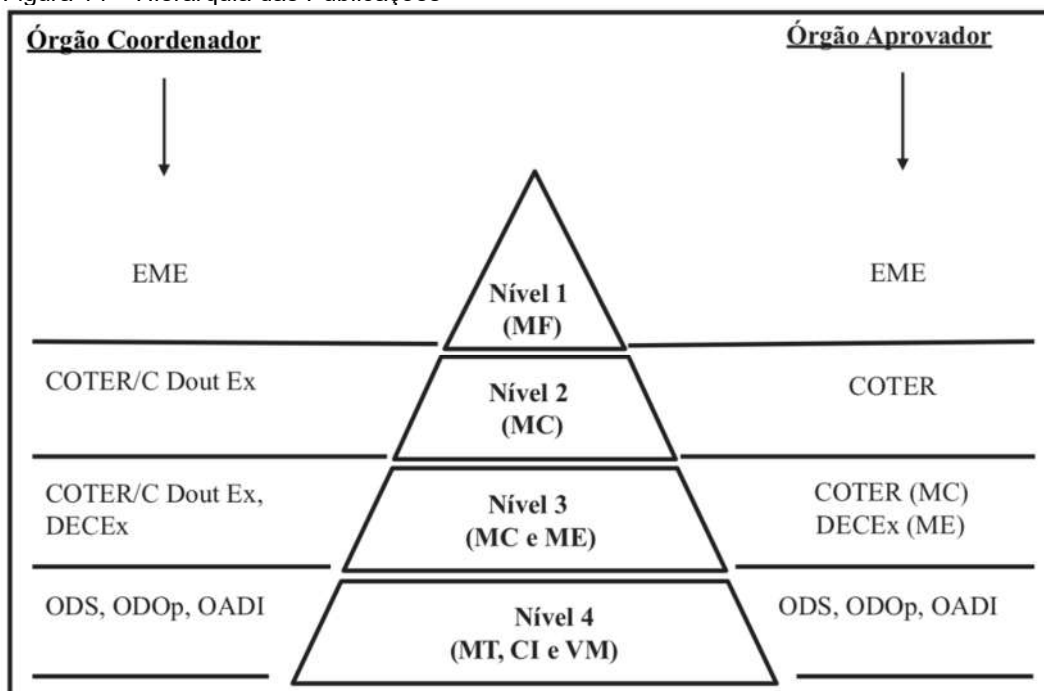 Órgão Coordenador
Órgão Aprovador
EME
Nível 1
(MF)
EME
COTER/C Dout Ex
Nível 2
(MC)
COTER
COTER/C Dout Ex,
DECEx
Nível 3
(MC e ME)
COTER (MC)
DECEx (ME)
ODS, ODOp, OADI
Nível 4
(MT, CI e VM)
ODS, ODOp, OADI